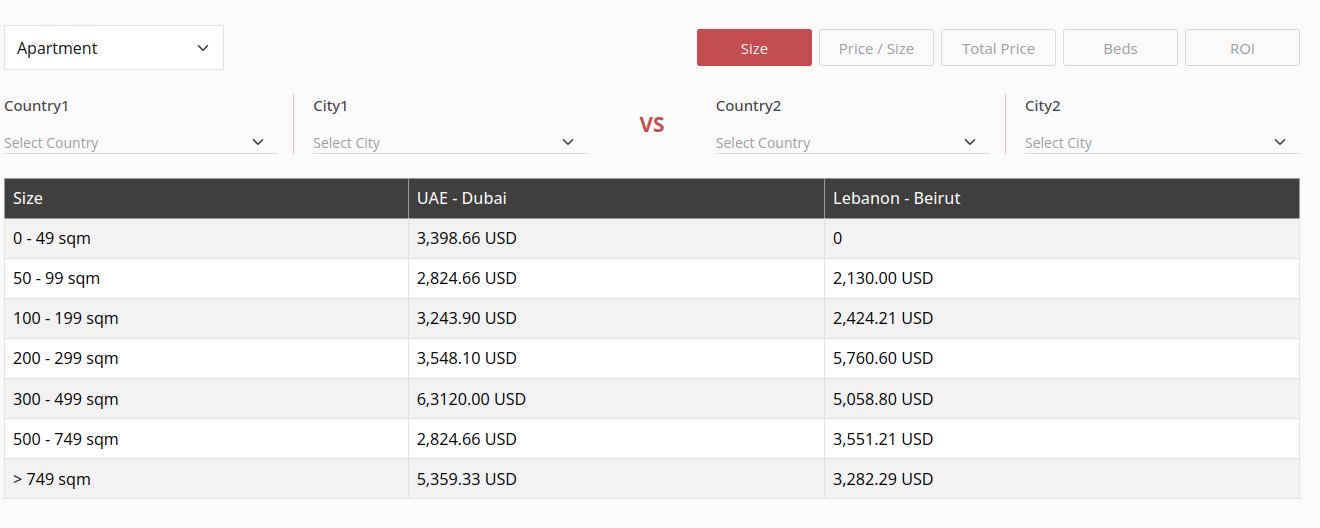 Apartment
Size Price / Size Total Price Beds ROI
Country1 City1 Country2 City2
VS
Select Country Select City Select Country Select City
Size UAE - Dubai Lebanon - Beirut
0 - 49 sqm 3,398.66 USD 0
50 - 99 sqm 2,824.66 USD 2,130.00 USD
100 - 199 sqm 3,243.90 USD 2,424.21 USD
200 - 299 sqm 3,548.10 USD 5,760.60 USD
300 - 499 sqm 6,3120.00 USD 5,058.80 USD
500 - 749 sqm 2,824.66 USD 3,551.21 USD
> 749 sqm 5,359.33 USD 3,282.29 USD